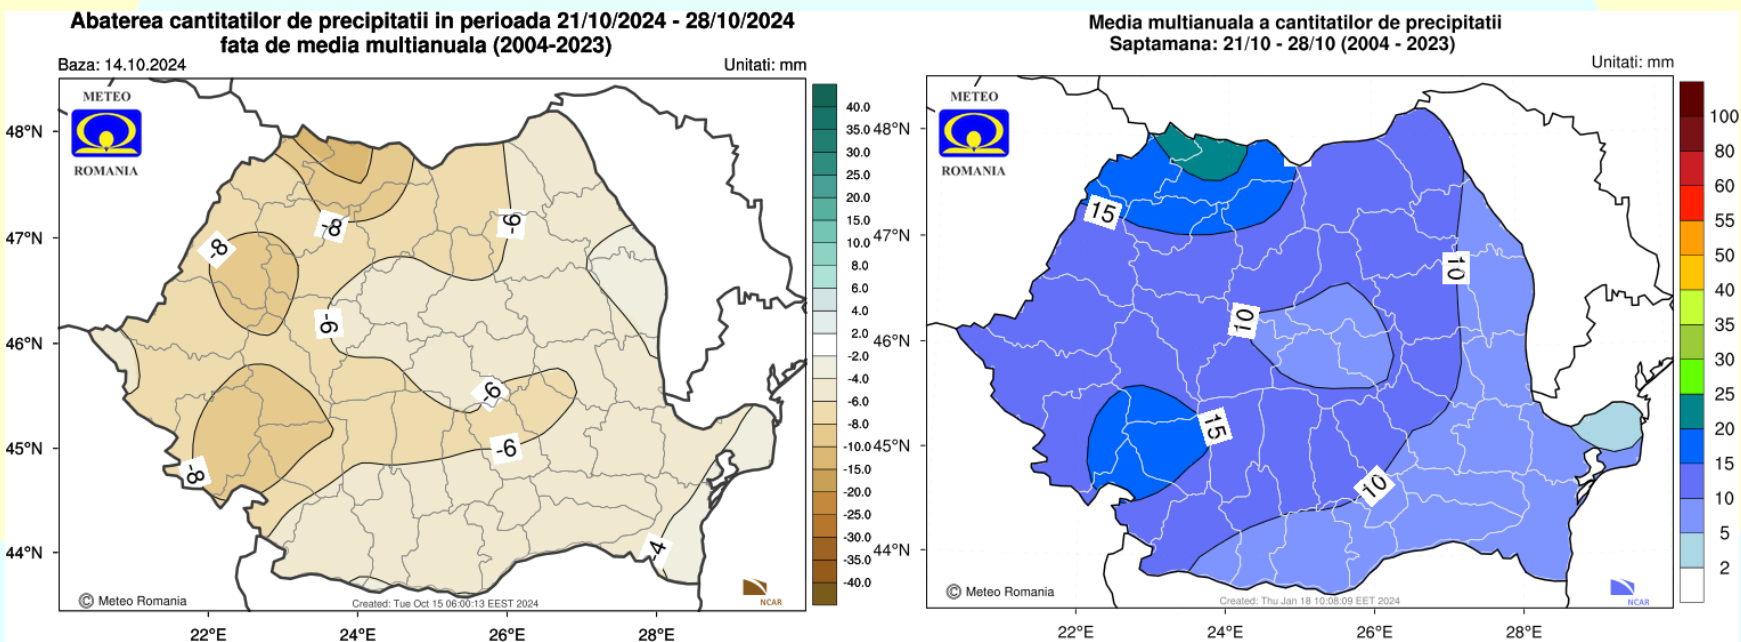 Abaterea cantitatilor de precipitatii in perioada 21/10/2024 - 28/10/2024
fata de media multianuala (2004-2023)
Baza: 14.10.2024
Unitati: mm
METEO
ROMANIA
48°N
47°N
46°N
45°N
44°N
22°E
24°E
26°E
28°E
-8
-8
-6
-6
-6
-6
-8
-4
40.0
35.0
30.0
25.0
20.0
15.0
10.0
8.0
6.0
4.0
2.0
-2.0
-4.0
-6.0
-8.0
-10.0
-15.0
-20.0
-25.0
-30.0
-35.0
-40.0
© Meteo Romania
Created: Tue Oct 15 06:00:13 EEST 2024
NCAR
Media multianuala a cantitatilor de precipitatii
Saptamana: 21/10 - 28/10 (2004 - 2023)
Unitati: mm
METEO
ROMANIA
48°N
47°N
46°N
45°N
44°N
22°E
24°E
26°E
28°E
15
10
10
15
10
100
80
60
55
50
40
35
30
25
20
15
10
5
2
© Meteo Romania
Created: Thu Jan 18 10:08:09 EET 2024
NCAR